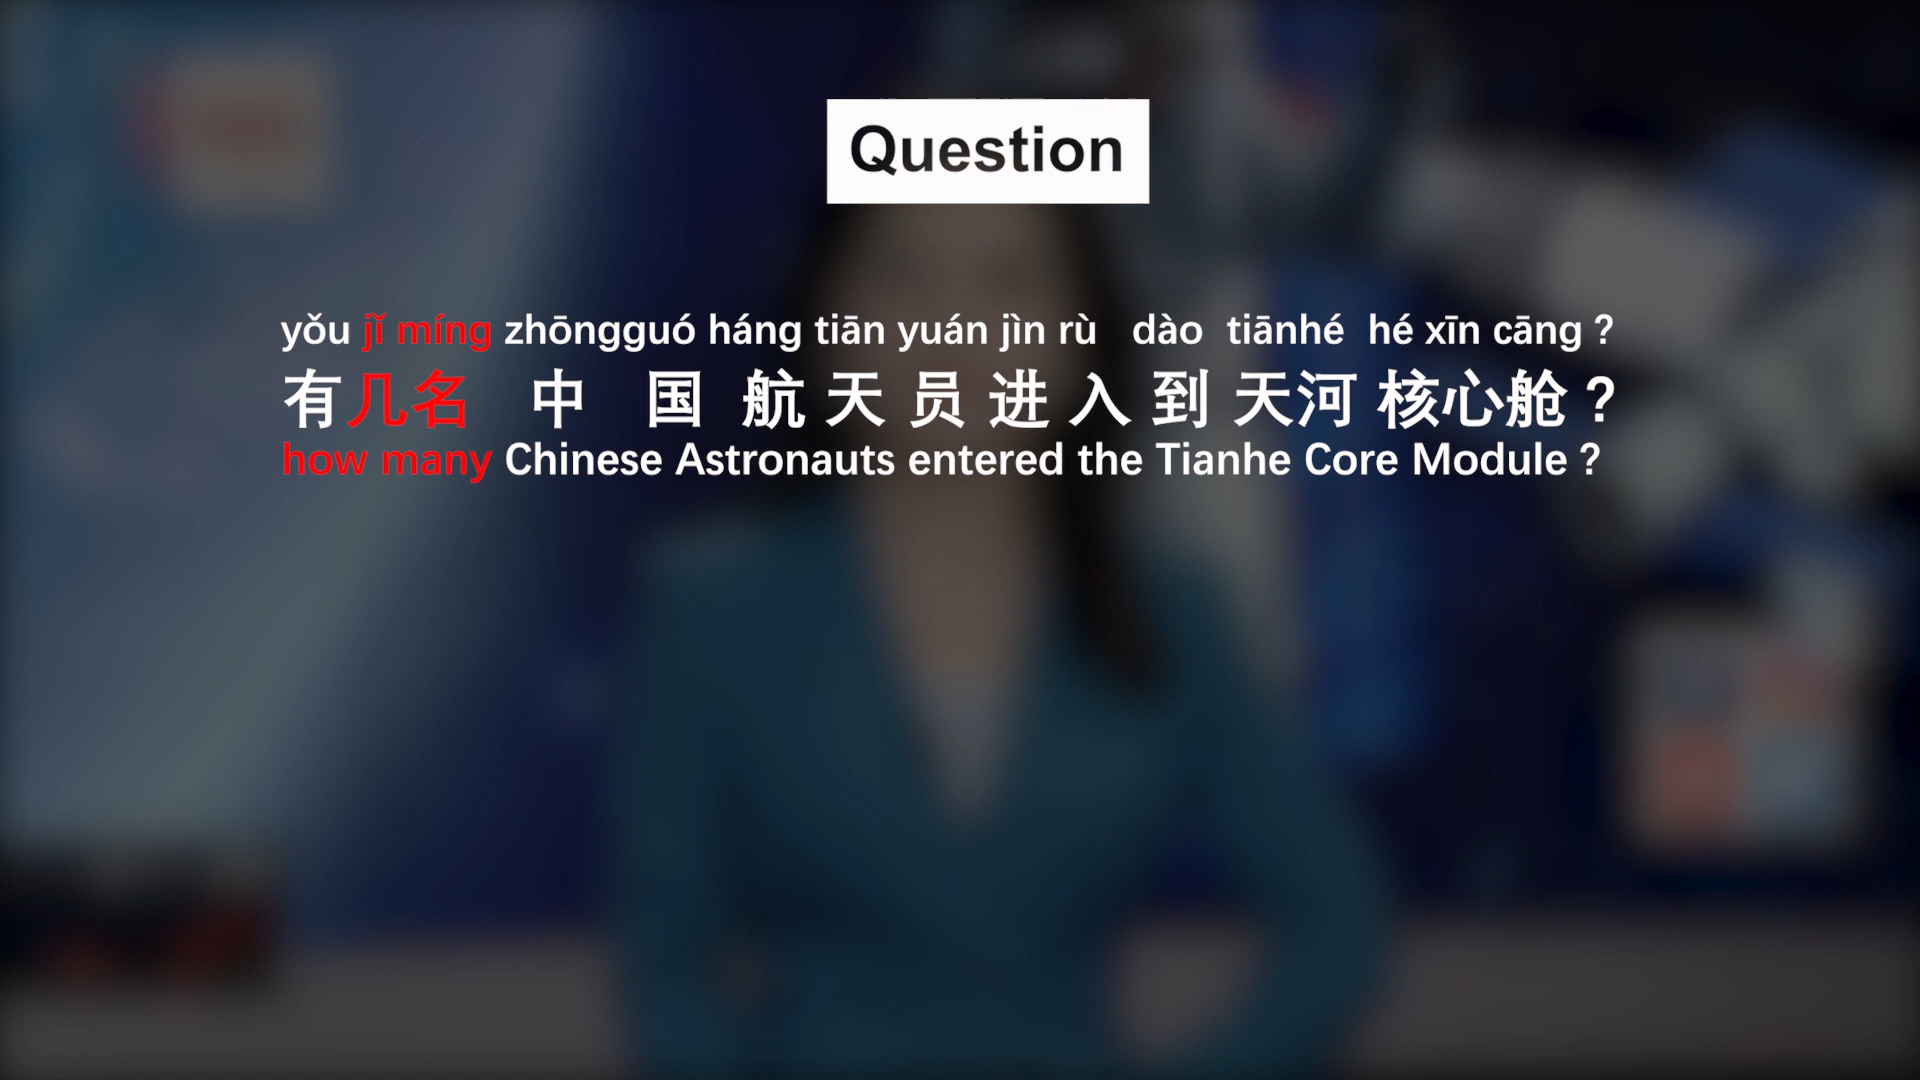 Question
yǒu jǐ míng zhōngguó háng tiān yuán jìn rù dào tiānhé hé xīn cāng ?
有几名 中 国 航 天 员 进 入 到 天河 核心舱 ?
how many Chinese Astronauts entered the Tianhe Core Module ?